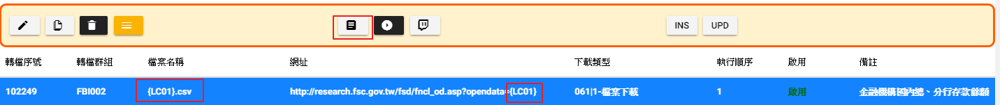 INS UPD
轉檔序號 轉檔群組 檔案名稱 網址 下載類型 執行順序 啟用 備註
102249 FBI002 {LC01}.csv http://research.fsc.gov.tw/fsd/fncl_od.asp?opendata={LC01} 061|1-檔案下載 1 啟用 金融機構國內總、分行存款餘額